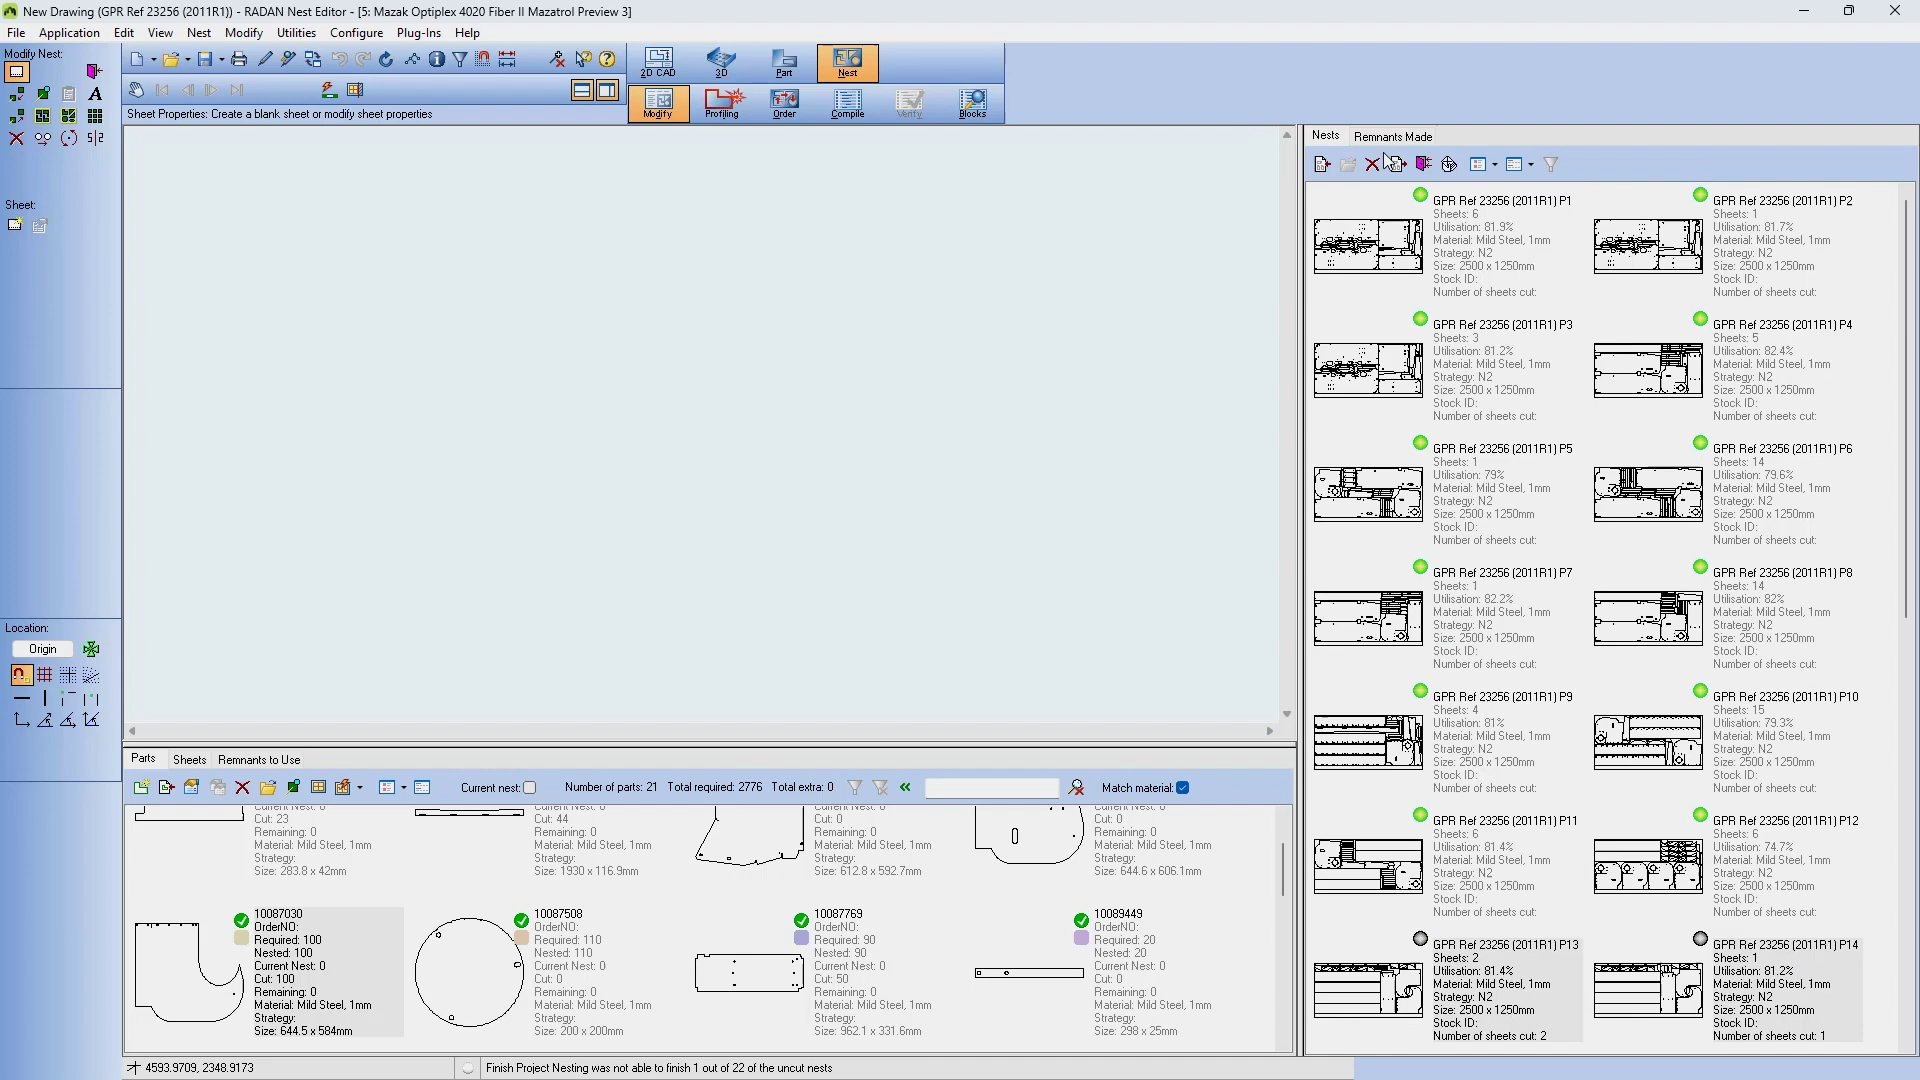 New Drawing (GPR Ref 23256 (2011R1)) - RADAN Nest Editor - [5: Mazak Optiplex 4020 Fiber II Mazatrol Preview 3]
File Application Edit View Nest Modify Utilities Configure Plug-Ins Help
Modify Nest:
2D CAD 3D Part Nest
Modify Profiling Order Compile Verify Blocks
Sheet Properties: Create a blank sheet or modify sheet properties
Sheet:
Location:
Origin
Nests Remnants Made
GPR Ref 23256 (2011R1) P1
Sheets: 6
Utilisation: 81.9%
Material: Mild Steel, 1mm
Strategy: N2
Size: 2500 x 1250mm
Stock ID:
Number of sheets cut:
GPR Ref 23256 (2011R1) P2
Sheets: 1
Utilisation: 81.7%
Material: Mild Steel, 1mm
Strategy: N2
Size: 2500 x 1250mm
Stock ID:
Number of sheets cut:
GPR Ref 23256 (2011R1) P3
Sheets: 3
Utilisation: 81.2%
Material: Mild Steel, 1mm
Strategy: N2
Size: 2500 x 1250mm
Stock ID:
Number of sheets cut:
GPR Ref 23256 (2011R1) P4
Sheets: 5
Utilisation: 82.4%
Material: Mild Steel, 1mm
Strategy: N2
Size: 2500 x 1250mm
Stock ID:
Number of sheets cut:
GPR Ref 23256 (2011R1) P5
Sheets: 1
Utilisation: 79%
Material: Mild Steel, 1mm
Strategy: N2
Size: 2500 x 1250mm
Stock ID:
Number of sheets cut:
GPR Ref 23256 (2011R1) P6
Sheets: 14
Utilisation: 79.6%
Material: Mild Steel, 1mm
Strategy: N2
Size: 2500 x 1250mm
Stock ID:
Number of sheets cut:
GPR Ref 23256 (2011R1) P7
Sheets: 1
Utilisation: 82.2%
Material: Mild Steel, 1mm
Strategy: N2
Size: 2500 x 1250mm
Stock ID:
Number of sheets cut:
GPR Ref 23256 (2011R1) P8
Sheets: 14
Utilisation: 82%
Material: Mild Steel, 1mm
Strategy: N2
Size: 2500 x 1250mm
Stock ID:
Number of sheets cut:
GPR Ref 23256 (2011R1) P9
Sheets: 4
Utilisation: 81%
Material: Mild Steel, 1mm
Strategy: N2
Size: 2500 x 1250mm
Stock ID:
Number of sheets cut:
GPR Ref 23256 (2011R1) P10
Sheets: 15
Utilisation: 79.3%
Material: Mild Steel, 1mm
Strategy: N2
Size: 2500 x 1250mm
Stock ID:
Number of sheets cut:
GPR Ref 23256 (2011R1) P11
Sheets: 6
Utilisation: 81.4%
Material: Mild Steel, 1mm
Strategy: N2
Size: 2500 x 1250mm
Stock ID:
Number of sheets cut:
GPR Ref 23256 (2011R1) P12
Sheets: 6
Utilisation: 74.7%
Material: Mild Steel, 1mm
Strategy: N2
Size: 2500 x 1250mm
Stock ID:
Number of sheets cut:
GPR Ref 23256 (2011R1) P13
Sheets: 2
Utilisation: 81.4%
Material: Mild Steel, 1mm
Strategy: N2
Size: 2500 x 1250mm
Stock ID:
Number of sheets cut: 2
GPR Ref 23256 (2011R1) P14
Sheets: 1
Utilisation: 81.2%
Material: Mild Steel, 1mm
Strategy: N2
Size: 2500 x 1250mm
Stock ID:
Number of sheets cut: 1
Parts Sheets Remnants to Use
Current nest: Number of parts: 21 Total required: 2776 Total extra: 0 Match material:
Current Nest: 0
Cut: 23
Remaining: 0
Material: Mild Steel, 1mm
Strategy:
Size: 283.8 x 42mm
Current Nest: 0
Cut: 44
Remaining: 0
Material: Mild Steel, 1mm
Strategy:
Size: 1930 x 116.9mm
Current Nest: 0
Cut: 0
Remaining: 0
Material: Mild Steel, 1mm
Strategy:
Size: 612.8 x 592.7mm
Current Nest: 0
Cut: 0
Remaining: 0
Material: Mild Steel, 1mm
Strategy:
Size: 644.6 x 606.1mm
10087030
OrderNO:
Required: 100
Nested: 100
Current Nest: 0
Cut: 100
Remaining: 0
Material: Mild Steel, 1mm
Strategy:
Size: 644.5 x 584mm
10087508
OrderNO:
Required: 110
Nested: 110
Current Nest: 0
Cut: 0
Remaining: 0
Material: Mild Steel, 1mm
Strategy:
Size: 200 x 200mm
10087769
OrderNO:
Required: 90
Nested: 90
Current Nest: 0
Cut: 50
Remaining: 0
Material: Mild Steel, 1mm
Strategy:
Size: 962.1 x 331.6mm
10089449
OrderNO:
Required: 20
Nested: 20
Current Nest: 0
Cut: 0
Remaining: 0
Material: Mild Steel, 1mm
Strategy:
Size: 298 x 25mm
4593.9709, 2348.9173
Finish Project Nesting was not able to finish 1 out of 22 of the uncut nests